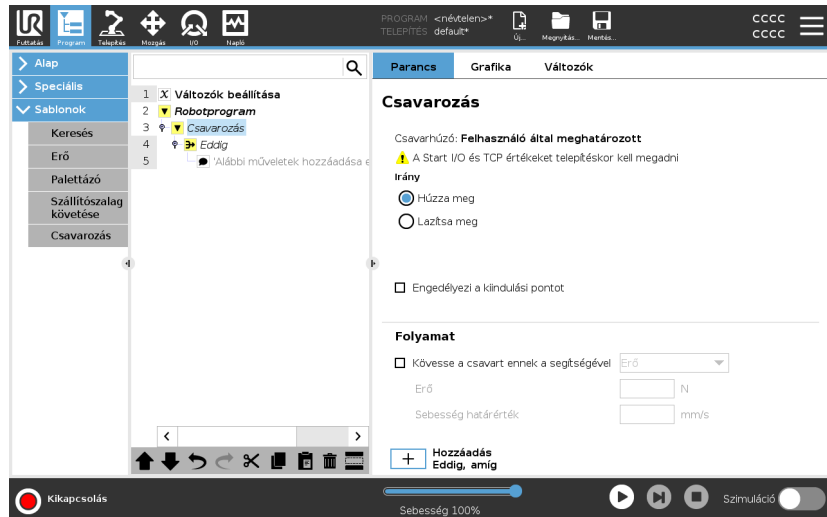 UR
PROGRAM <névtelen>*
TELEPÍTÉS default*
CCCC
CCCC
Futtatás Program Telepítés Mozgás I/O Napló
Új... Megnyitás... Mentés...
Alap
Speciális
Sablonok
Keresés
Erő
Palettázó
Szállítószalag
követése
Csavarozás
1 X Változók beállítása
2 Robotprogram
3 Csavarozás
4 Eddig
5 'Alábbi műveletek hozzáadása e
Parancs Grafika Változók
Csavarozás
Csavarhúzó: Felhasználó által meghatározott
A Start I/O és TCP értékeket telepítéskor kell megadni
Irány
Húzza meg
Lazítsa meg
Engedélyezi a kiindulási pontot
Folyamat
Kövesse a csavart ennek a segítségével Erő
Erő N
Sebesség határérték mm/s
Hozzáadás
Eddig, amíg
Kikapcsolás
Sebesség 100%
Szimuláció